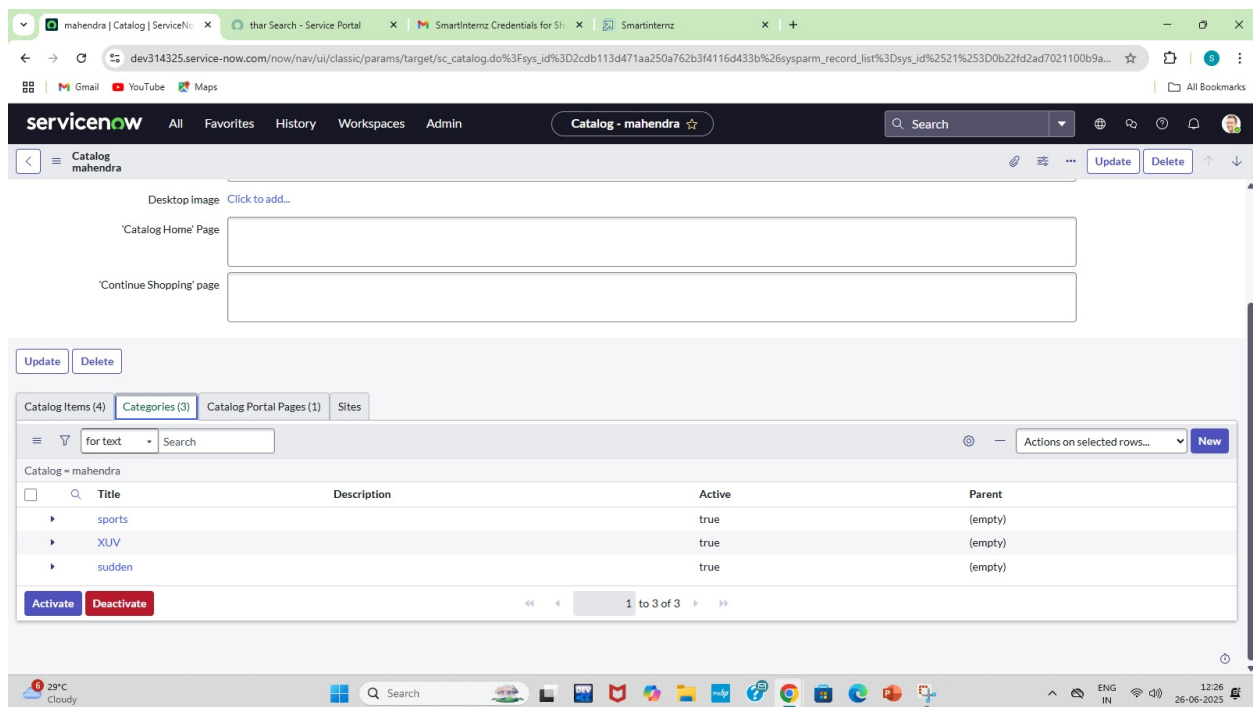 mahendra | Catalog | ServiceNo
thar Search - Service Portal
SmartInternz Credentials for Sh
Smartinternz
dev314325.service-now.com/now/nav/ui/classic/params/target/sc_catalog.do%3Fsys_id%3D2cdb113d471aa250a762b3f4116d433b%26sysparm_record_list%3Dsys_id%2521%253D0b22fd2ad7021100b9a...
S
Gmail YouTube Maps All Bookmarks
servicenow All Favorites History Workspaces Admin Catalog - mahendra Search
Catalog
mahendra
Update Delete
Desktop image Click to add...
'Catalog Home' Page
'Continue Shopping' page
Update Delete
Catalog Items (4) Categories (3) Catalog Portal Pages (1) Sites
for text Search Actions on selected rows... New
Catalog = mahendra
Title Description Active Parent
sports true (empty)
XUV true (empty)
sudden true (empty)
Activate Deactivate 1 to 3 of 3
6 29°C
Cloudy
Search
DEV
ENG
IN
12:26
26-06-2025